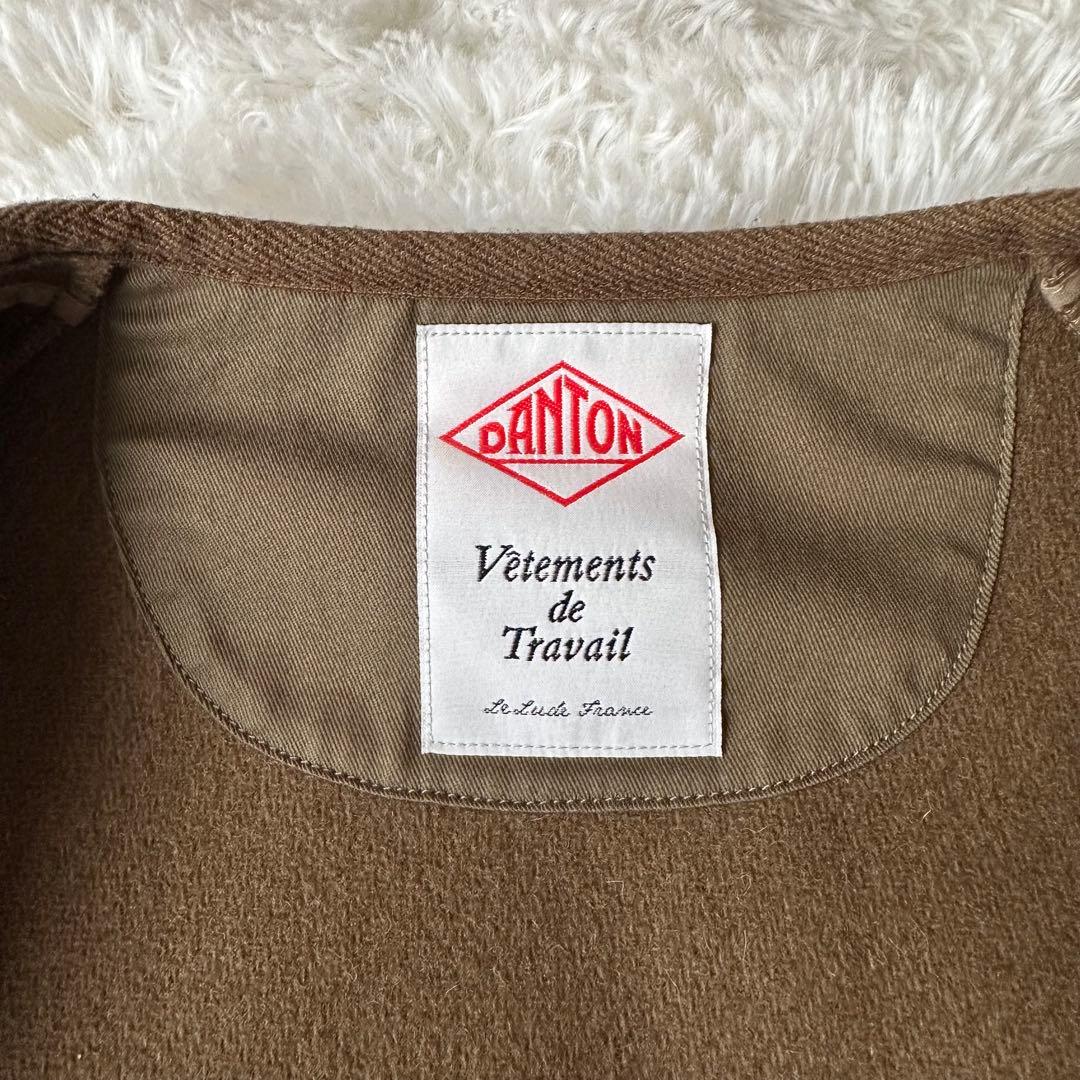 DANTON
Vêtements
de
Travail
Le Lude France